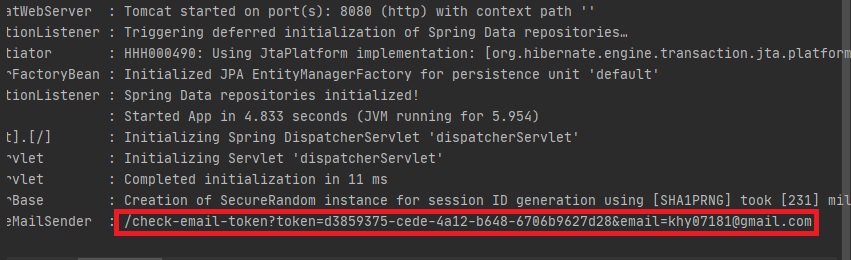 atWebServer : Tomcat started on port(s): 8080 (http) with context path ''
tionListener : Triggering deferred initialization of Spring Data repositories…
tiator : HHH000490: Using JtaPlatform implementation: [org.hibernate.engine.transaction.jta.platform
rFactoryBean : Initialized JPA EntityManagerFactory for persistence unit 'default'
tionListener : Spring Data repositories initialized!
: Started App in 4.833 seconds (JVM running for 5.954)
t].[/] : Initializing Spring DispatcherServlet 'dispatcherServlet'
rvlet : Initializing Servlet 'dispatcherServlet'
rvlet : Completed initialization in 11 ms
rBase : Creation of SecureRandom instance for session ID generation using [SHA1PRNG] took [231] mil
eMailSender : /check-email-token?token=d3859375-cede-4a12-b648-6706b9627d28&email=khy07181@gmail.com